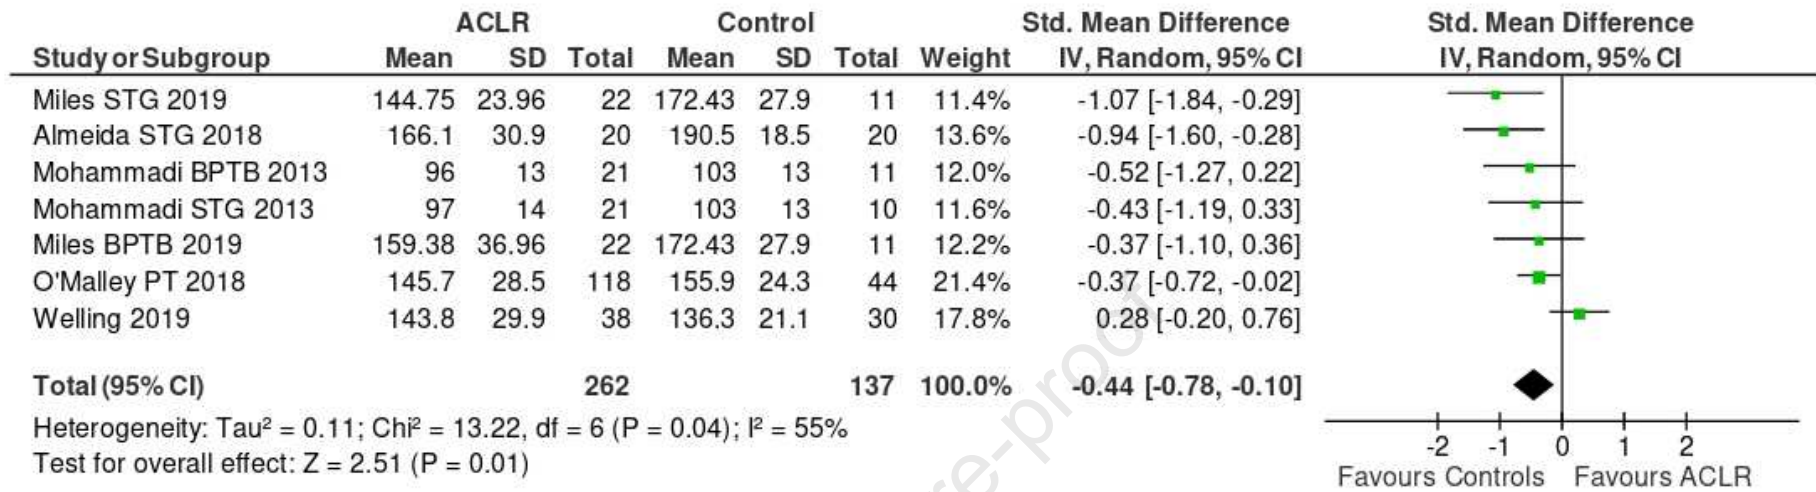 ACLR Control Std. Mean Difference Std. Mean Difference
Study or Subgroup Mean SD Total Mean SD Total Weight IV, Random, 95% CI IV, Random, 95% CI
Miles STG 2019 144.75 23.96 22 172.43 27.9 11 11.4% -1.07 [-1.84, -0.29]
Almeida STG 2018 166.1 30.9 20 190.5 18.5 20 13.6% -0.94 [-1.60, -0.28]
Mohammadi BPTB 2013 96 13 21 103 13 11 12.0% -0.52 [-1.27, 0.22]
Mohammadi STG 2013 97 14 21 103 13 10 11.6% -0.43 [-1.19, 0.33]
Miles BPTB 2019 159.38 36.96 22 172.43 27.9 11 12.2% -0.37 [-1.10, 0.36]
O'Malley PT 2018 145.7 28.5 118 155.9 24.3 44 21.4% -0.37 [-0.72, -0.02]
Welling 2019 143.8 29.9 38 136.3 21.1 30 17.8% 0.28 [-0.20, 0.76]
Total (95% CI) 262 137 100.0% -0.44 [-0.78, -0.10]
Heterogeneity: Tau² = 0.11; Chi² = 13.22, df = 6 (P = 0.04); I² = 55%
Test for overall effect: Z = 2.51 (P = 0.01)
-2 -1 0 1 2
Favours Controls Favours ACLR
re-proof